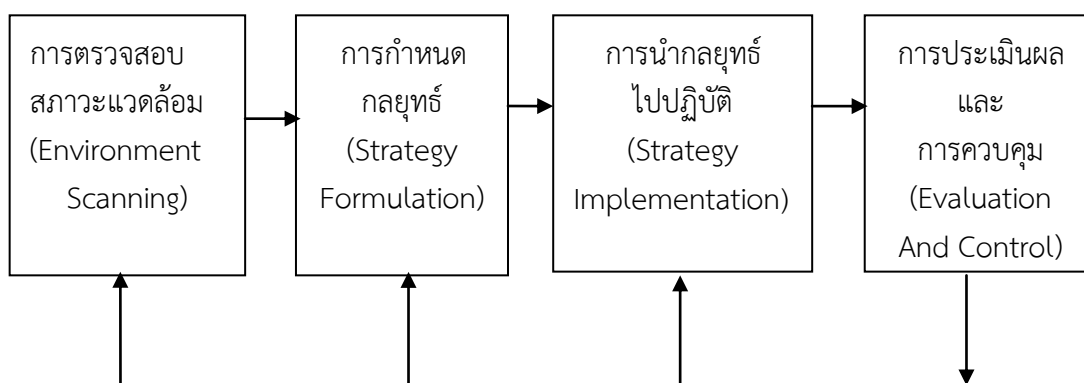 การตรวจสอบ
สภาวะแวดล้อม
(Environment
Scanning)
การกำหนด
กลยุทธ์
(Strategy
Formulation)
การนำกลยุทธ์
ไปปฏิบัติ
(Strategy
Implementation)
การประเมินผล
และ
การควบคุม
(Evaluation
And Control)